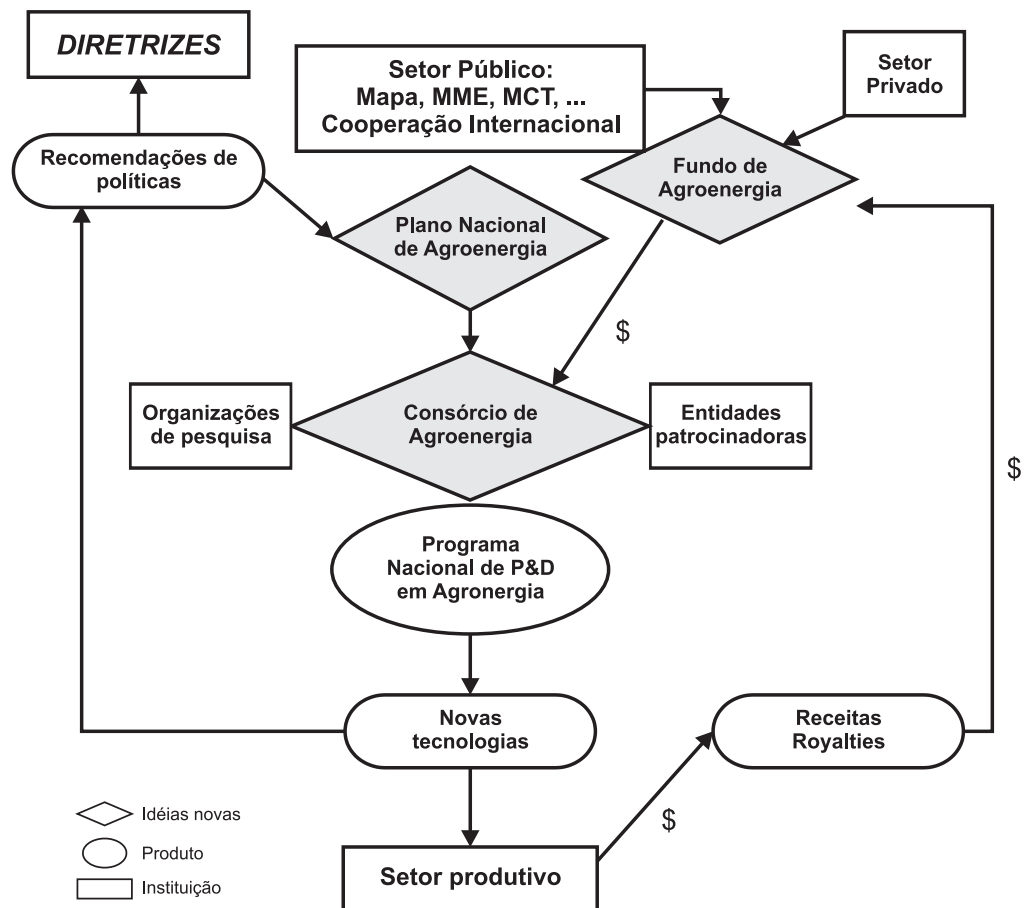 DIRETRIZES
Setor Público:
Mapa, MME, MCT, ...
Cooperação Internacional
Setor
Privado
Recomendações de
políticas
Fundo de
Agroenergia
Plano Nacional
de Agroenergia
$
Organizações
de pesquisa
Consórcio de
Agroenergia
Entidades
patrocinadoras
$
Programa
Nacional de P&D
em Agronergia
Novas
tecnologias
Receitas
Royalties
$
Setor produtivo
Idéias novas
Produto
Instituição